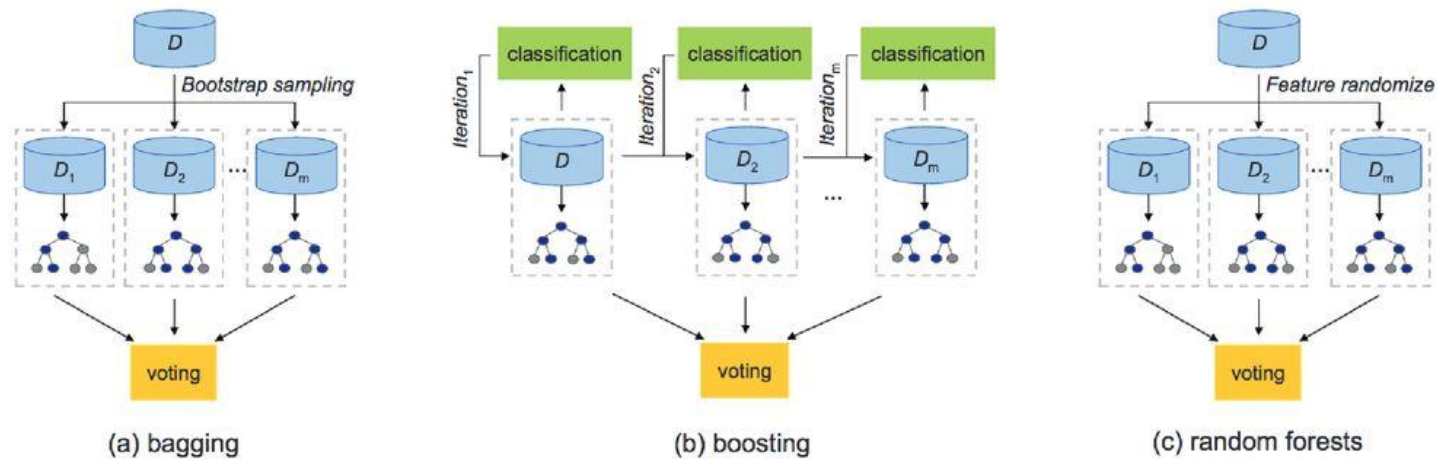 D
Bootstrap sampling
D1
D2
...
Dm
voting
(a) bagging
classification
classification
classification
Iteration1
Iteration2
Iterationm
D
D2
...
Dm
voting
(b) boosting
D
Feature randomize
D1
D2
...
Dm
voting
(c) random forests